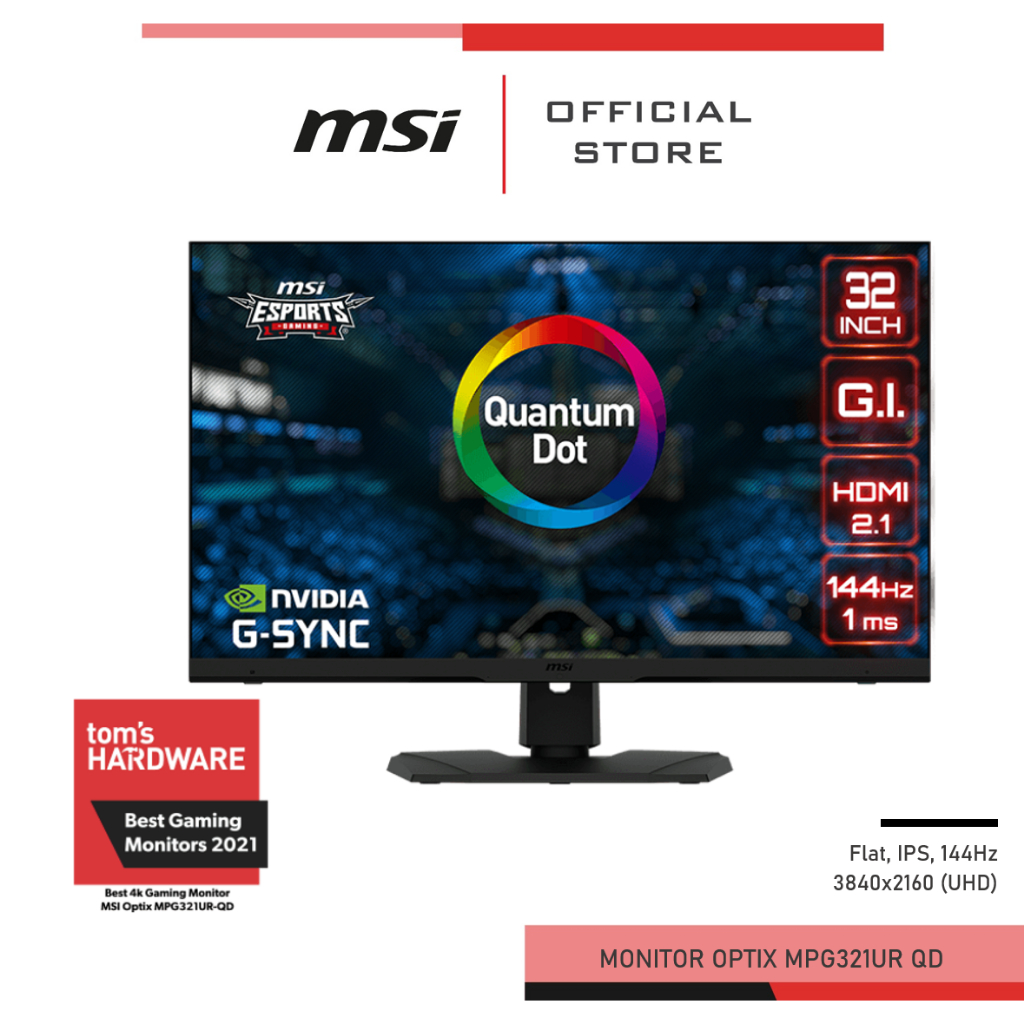 msi
OFFICIAL
STORE
msi
ESPORTS
GAMING
Quantum
Dot
32
INCH
G.I.
HDMI
2.1
144Hz
1 ms
NVIDIA
G-SYNC
msi
tom's
HARDWARE
Best Gaming
Monitors 2021
Best 4k Gaming Monitor
MSI Optix MPG321UR-QD
Flat, IPS, 144Hz
3840x2160 (UHD)
MONITOR OPTIX MPG321UR QD